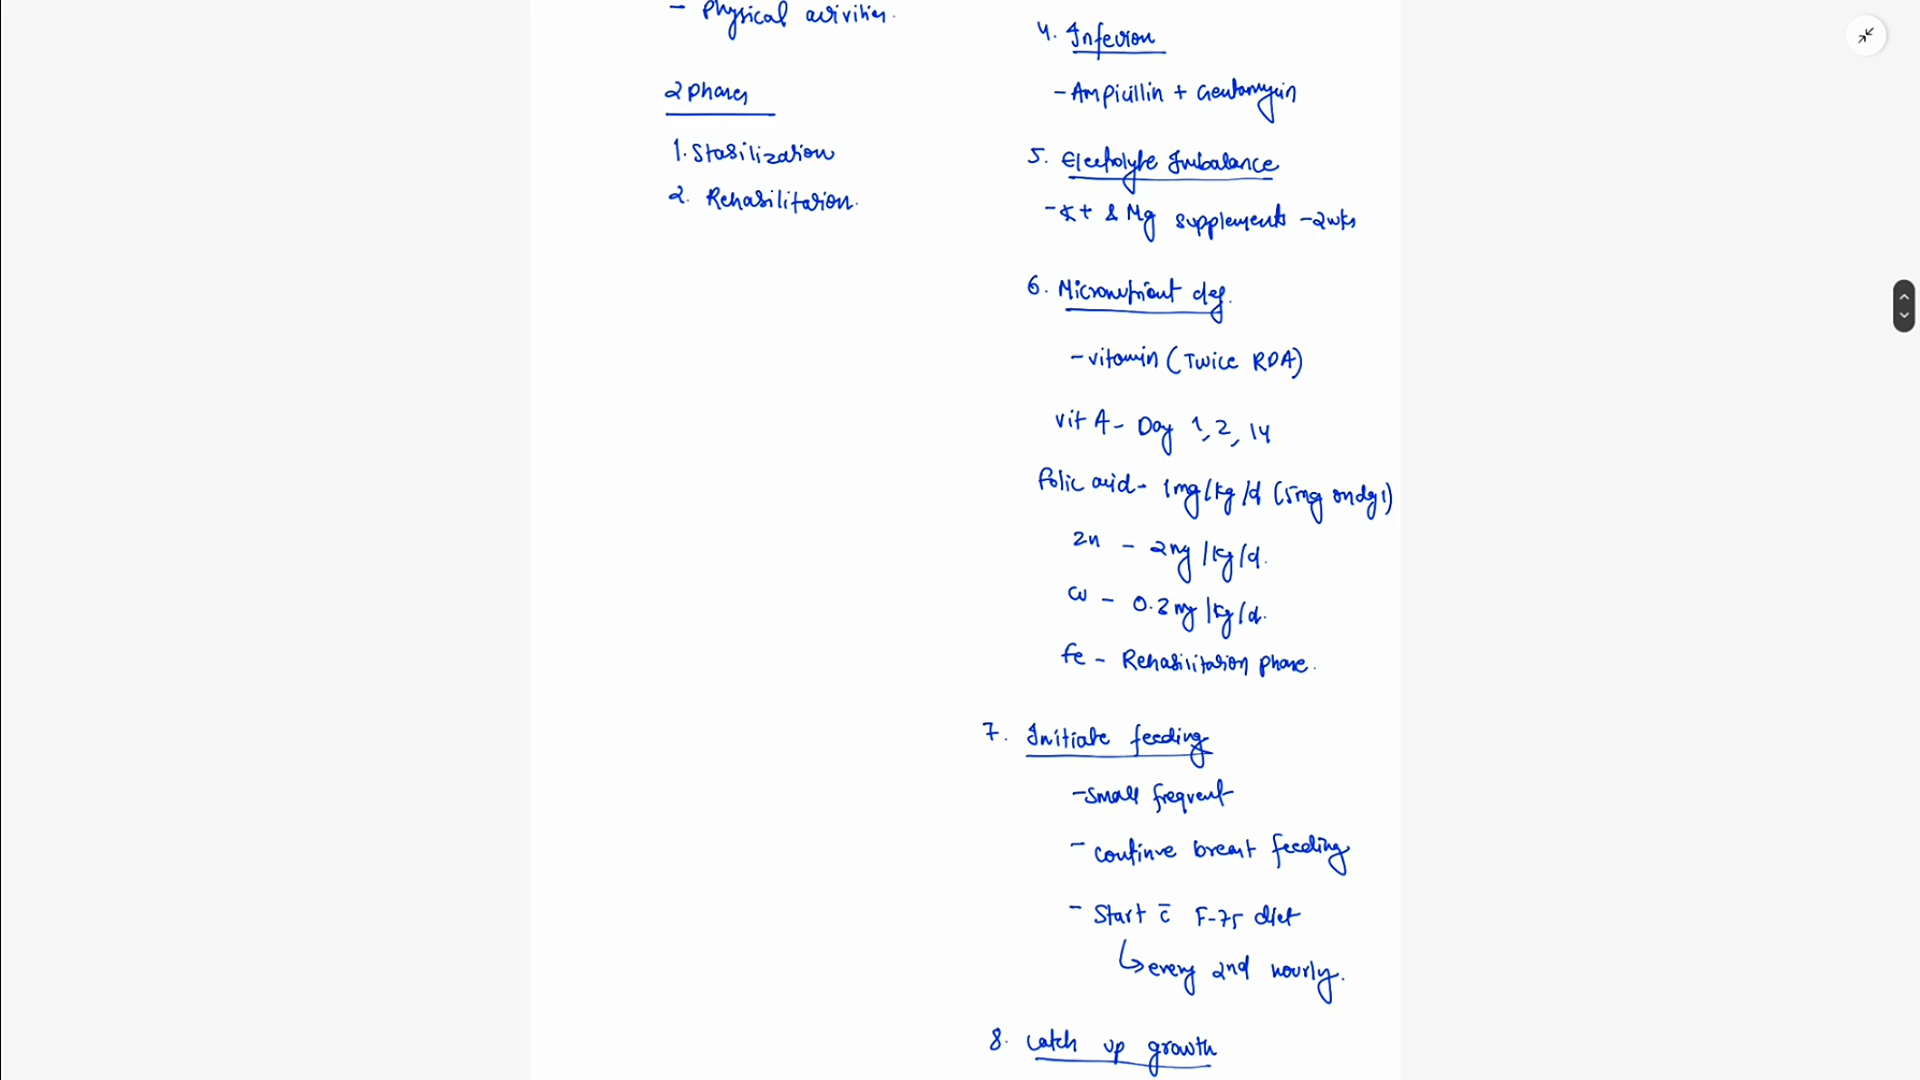 - Physical activities.
2 Phases
1. Stabilization
2. Rehabilitation.
4. Infection
- Ampicillin + Gentamycin
5. Electrolyte Imbalance
- K+ & Mg supplements - 2wks
6. Micronutrient def.
- vitamin (Twice RDA)
vit A - Day 1, 2, 14
folic acid - 1mg/kg/d (5mg on dy 1)
Zn - 2mg/kg/d.
Cu - 0.2mg/kg/d.
fe - Rehabilitation phase.
7. Initiate feeding
- Small frequent
- continue breast feeding
- Start c̄ F-75 diet
↳ every 2nd hourly.
8. Catch up growth